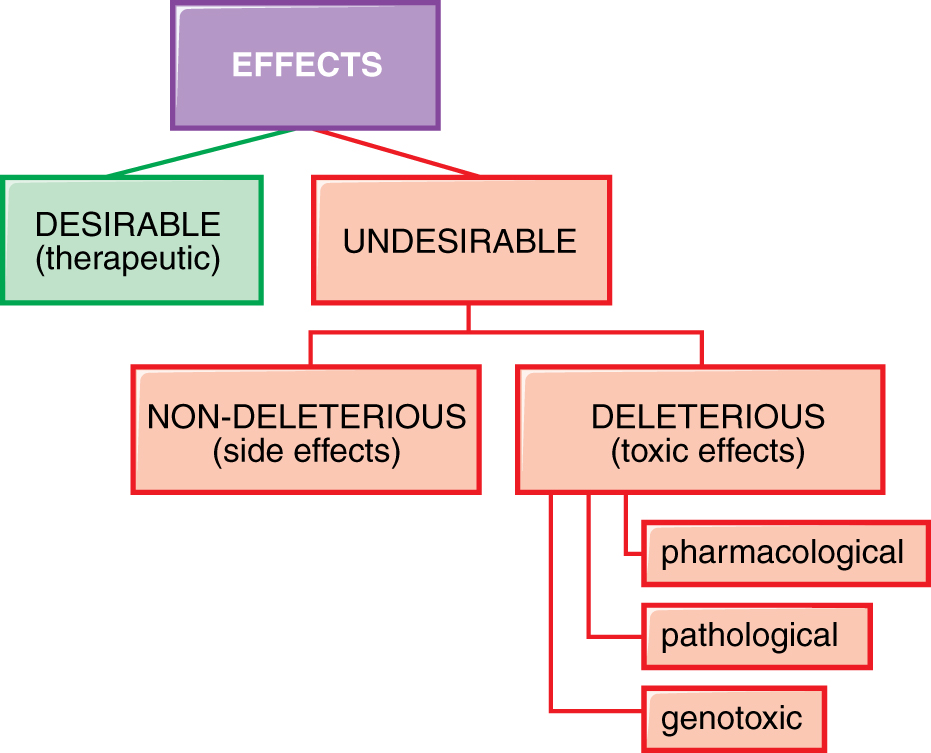 EFFECTS
DESIRABLE
(therapeutic)
UNDESIRABLE
NON-DELETERIOUS
(side effects)
DELETERIOUS
(toxic effects)
pharmacological
pathological
genotoxic